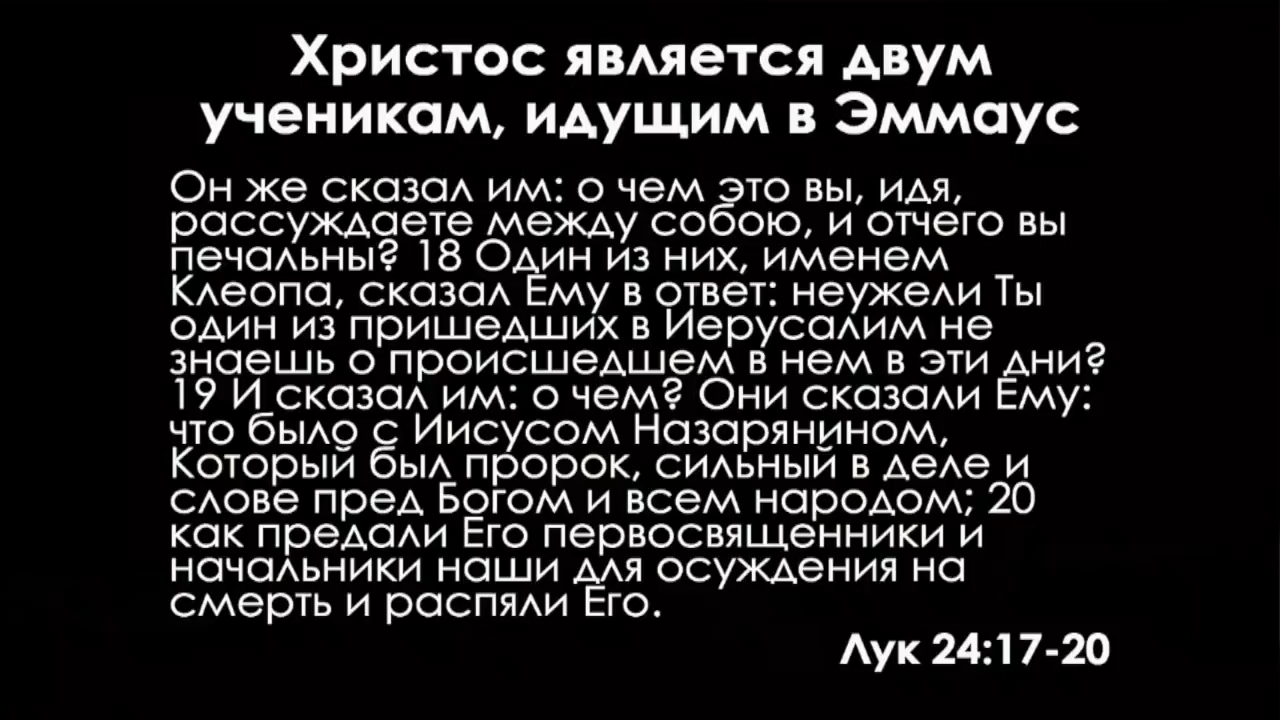 Христос является двум
ученикам, идущим в Эммаус
Он же сказал им: о чем это вы, идя,
рассуждаете между собою, и отчего вы
печальны? 18 Один из них, именем
Клеопа, сказал Ему в ответ: неужели Ты
один из пришедших в Иерусалим не
знаешь о происшедшем в нем в эти дни?
19 И сказал им: о чем? Они сказали Ему:
что было с Иисусом Назарянином,
Который был пророк, сильный в деле и
слове пред Богом и всем народом; 20
как предали Его первосвященники и
начальники наши для осуждения на
смерть и распяли Его.
Лук 24:17-20